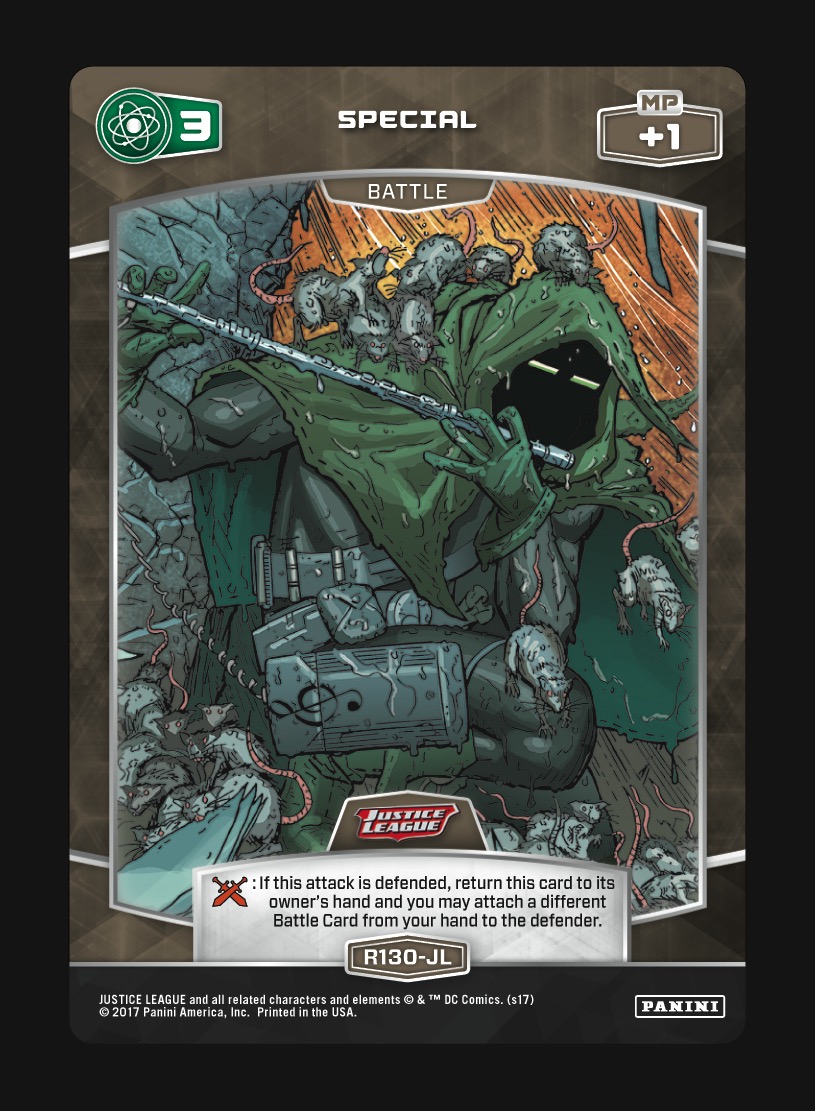 3
SPECIAL
MP
+1
BATTLE
JUSTICE
LEAGUE
: If this attack is defended, return this card to its
owner's hand and you may attach a different
Battle Card from your hand to the defender.
R130-JL
JUSTICE LEAGUE and all related characters and elements © & ™ DC Comics. (s17)
© 2017 Panini America, Inc. Printed in the USA.
PANINI